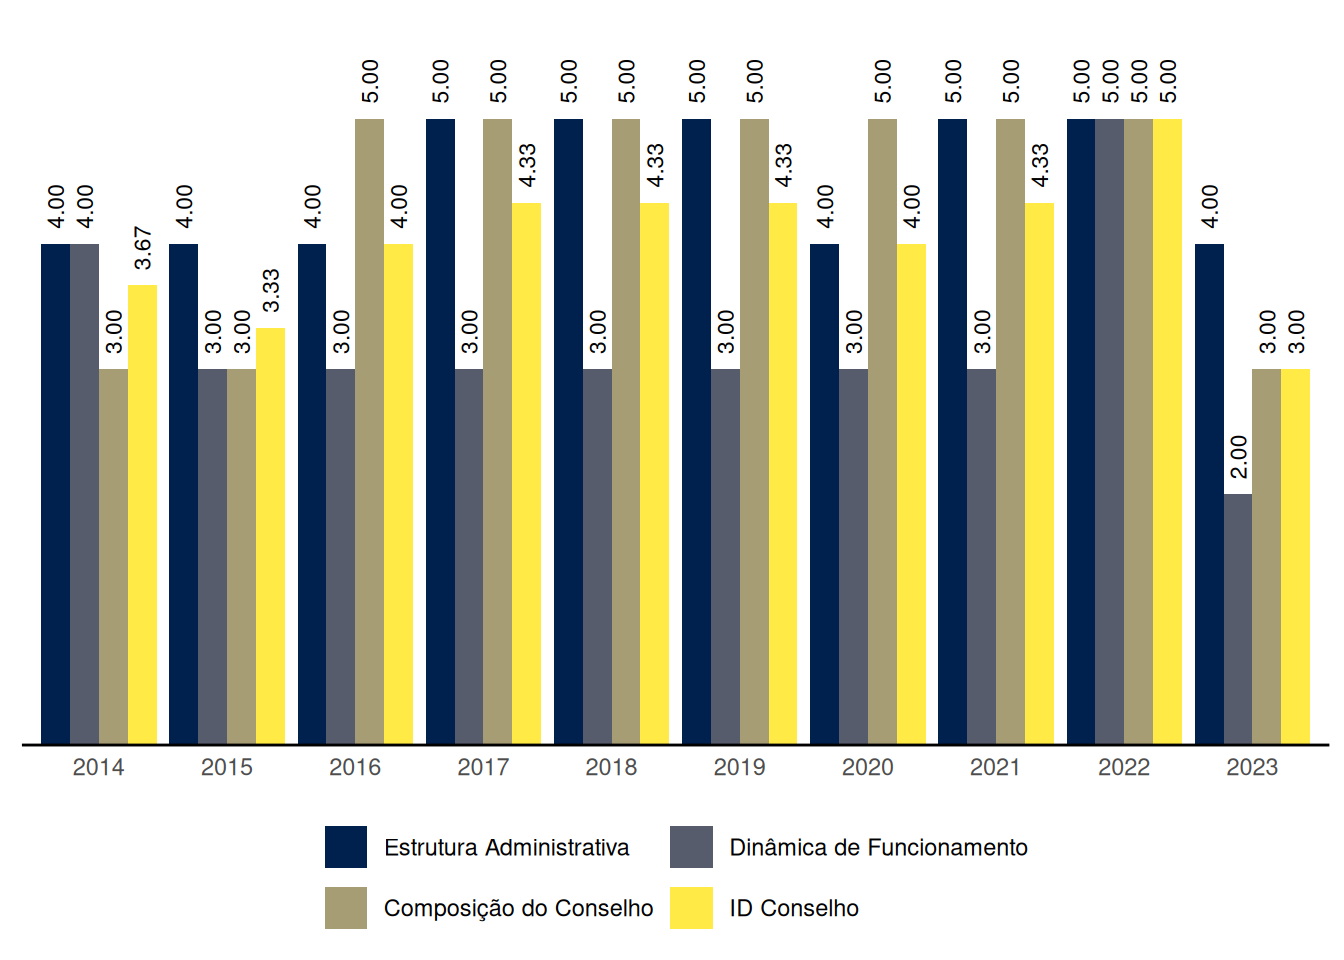 4.00 4.00 3.00 3.67 4.00 3.00 3.00 3.33 4.00 3.00 5.00 4.00 5.00 3.00 5.00 4.33 5.00 3.00 5.00 4.33 5.00 3.00 5.00 4.33 4.00 3.00 5.00 4.00 5.00 3.00 5.00 4.33 5.00 5.00 5.00 5.00 4.00 2.00 3.00 3.00
2014 2015 2016 2017 2018 2019 2020 2021 2022 2023
Estrutura Administrativa Dinâmica de Funcionamento
Composição do Conselho ID Conselho